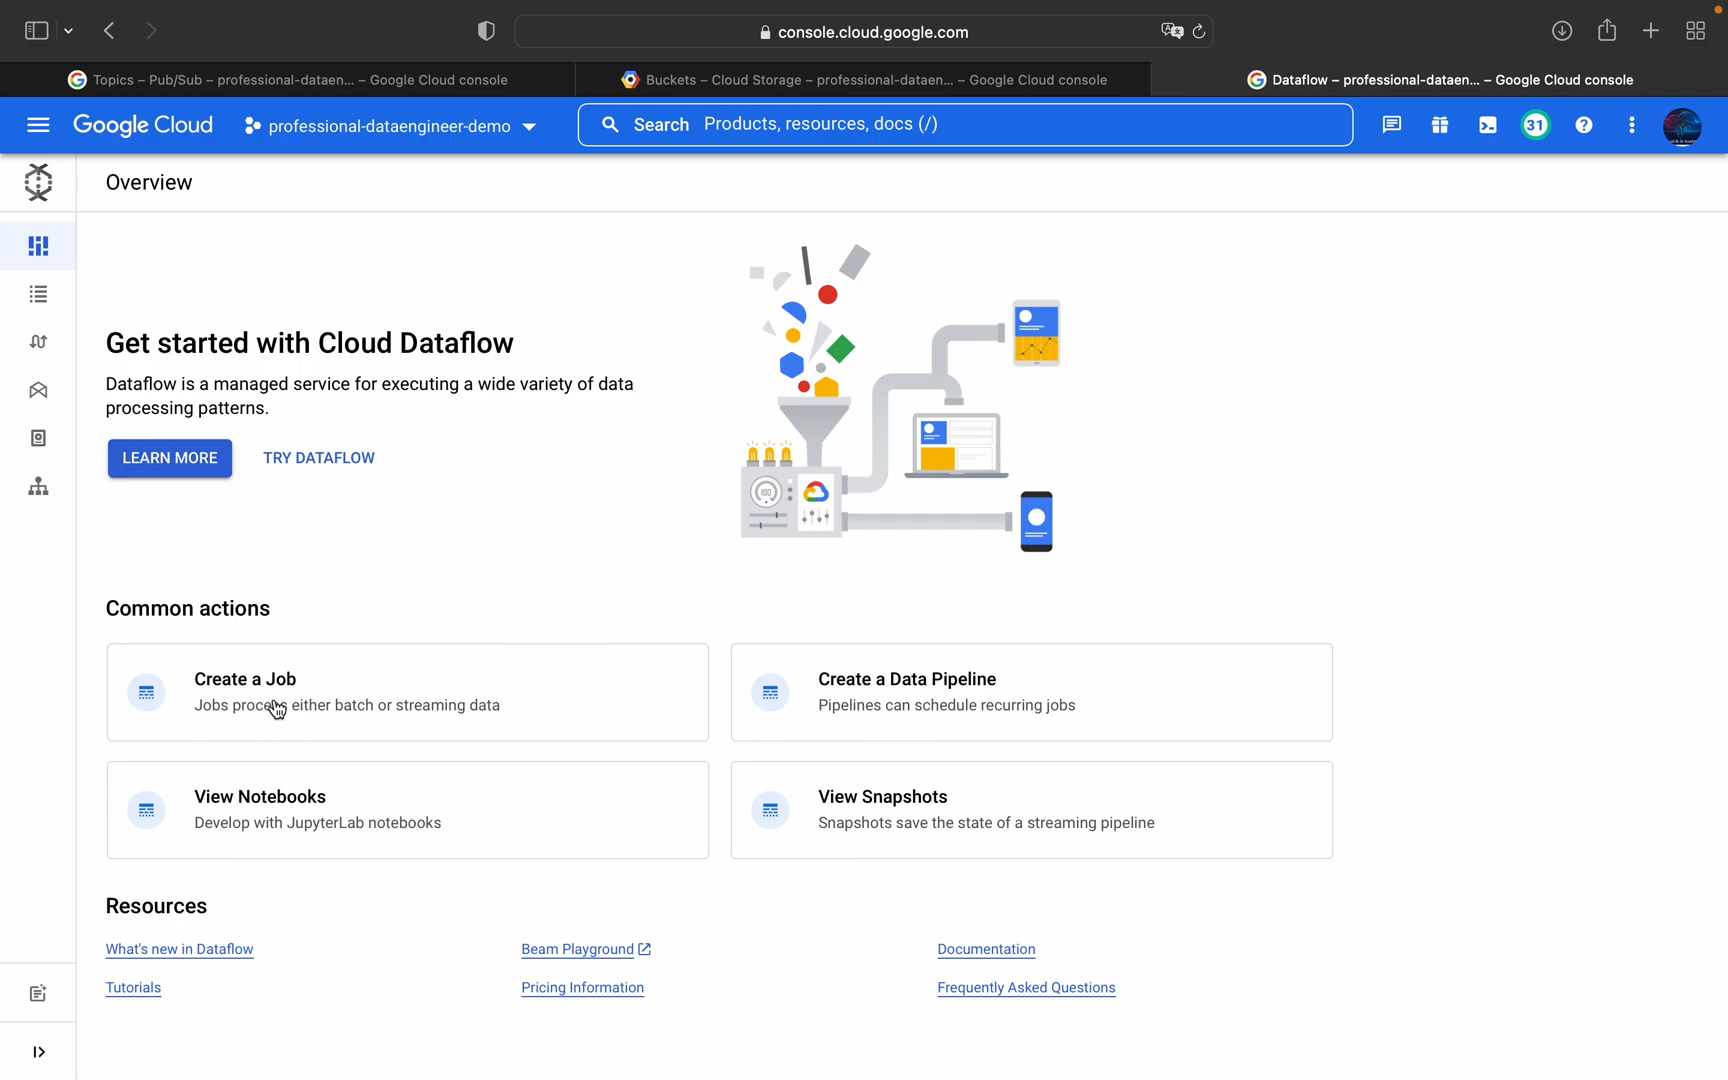 console.cloud.google.com
Topics – Pub/Sub – professional-dataen... – Google Cloud console
Buckets – Cloud Storage – professional-dataen... – Google Cloud console
Dataflow – professional-dataen... – Google Cloud console
Google Cloud
professional-dataengineer-demo
Search Products, resources, docs (/)
31
Overview
Get started with Cloud Dataflow
Dataflow is a managed service for executing a wide variety of data
processing patterns.
LEARN MORE
TRY DATAFLOW
100
Common actions
Create a Job
Jobs process either batch or streaming data
Create a Data Pipeline
Pipelines can schedule recurring jobs
View Notebooks
Develop with JupyterLab notebooks
View Snapshots
Snapshots save the state of a streaming pipeline
Resources
What's new in Dataflow
Beam Playground
Documentation
Tutorials
Pricing Information
Frequently Asked Questions